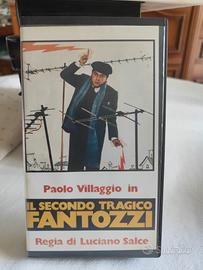 Paolo Villaggio in
IL SECONDO TRAGICO
FANTOZZI
Regia di Luciano Salce